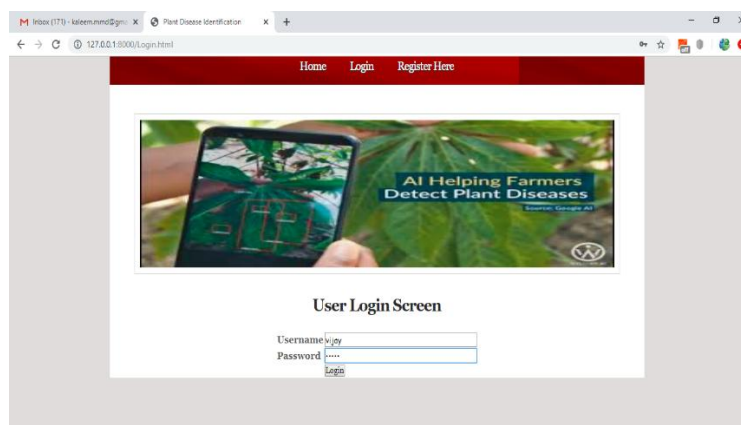 Inbox (171) - kaleem.mmd@gm
Plant Disease Identification
127.0.0.1:8000/Login.html
Home Login Register Here
AI Helping Farmers
Detect Plant Diseases
Source: Google AI
User Login Screen
Username vijay
Password •••••
Login